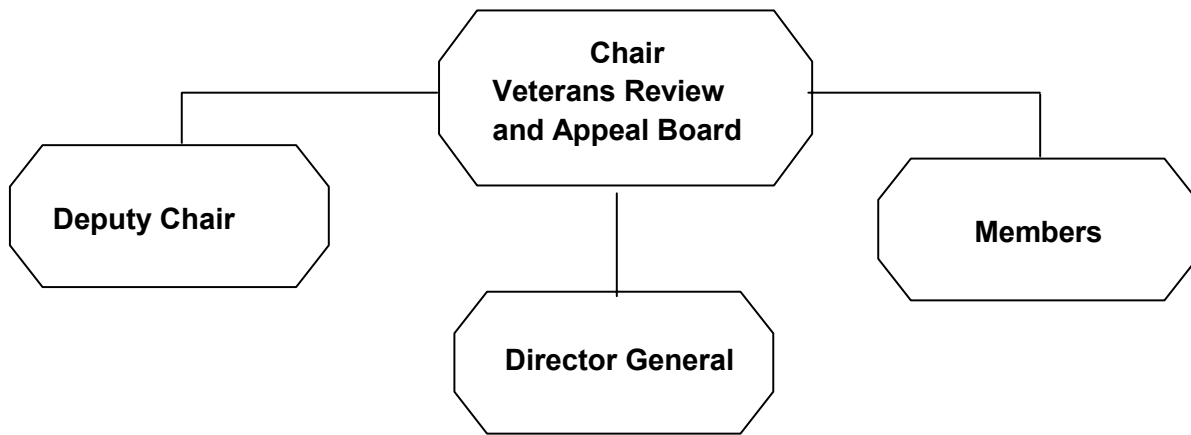 Chair
Veterans Review
and Appeal Board
Deputy Chair
Members
Director General